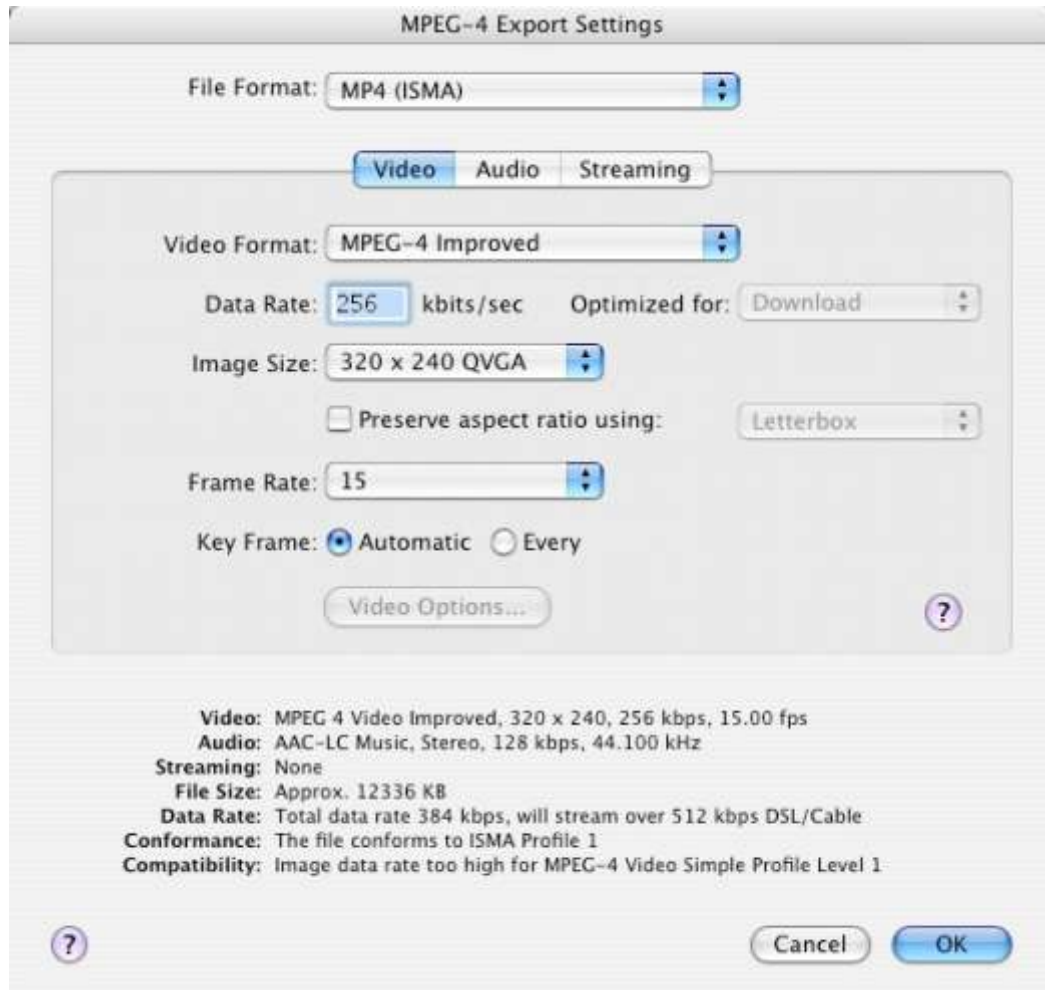 MPEG-4 Export Settings
File Format: MP4 (ISMA)
Video Audio Streaming
Video Format: MPEG-4 Improved
Data Rate: 256 kbits/sec Optimized for: Download
Image Size: 320 x 240 QVGA
Preserve aspect ratio using: Letterbox
Frame Rate: 15
Key Frame: Automatic Every
Video Options...
?
Video: MPEG 4 Video Improved, 320 x 240, 256 kbps, 15.00 fps
Audio: AAC-LC Music, Stereo, 128 kbps, 44.100 kHz
Streaming: None
File Size: Approx. 12336 KB
Data Rate: Total data rate 384 kbps, will stream over 512 kbps DSL/Cable
Conformance: The file conforms to ISMA Profile 1
Compatibility: Image data rate too high for MPEG-4 Video Simple Profile Level 1
? Cancel OK